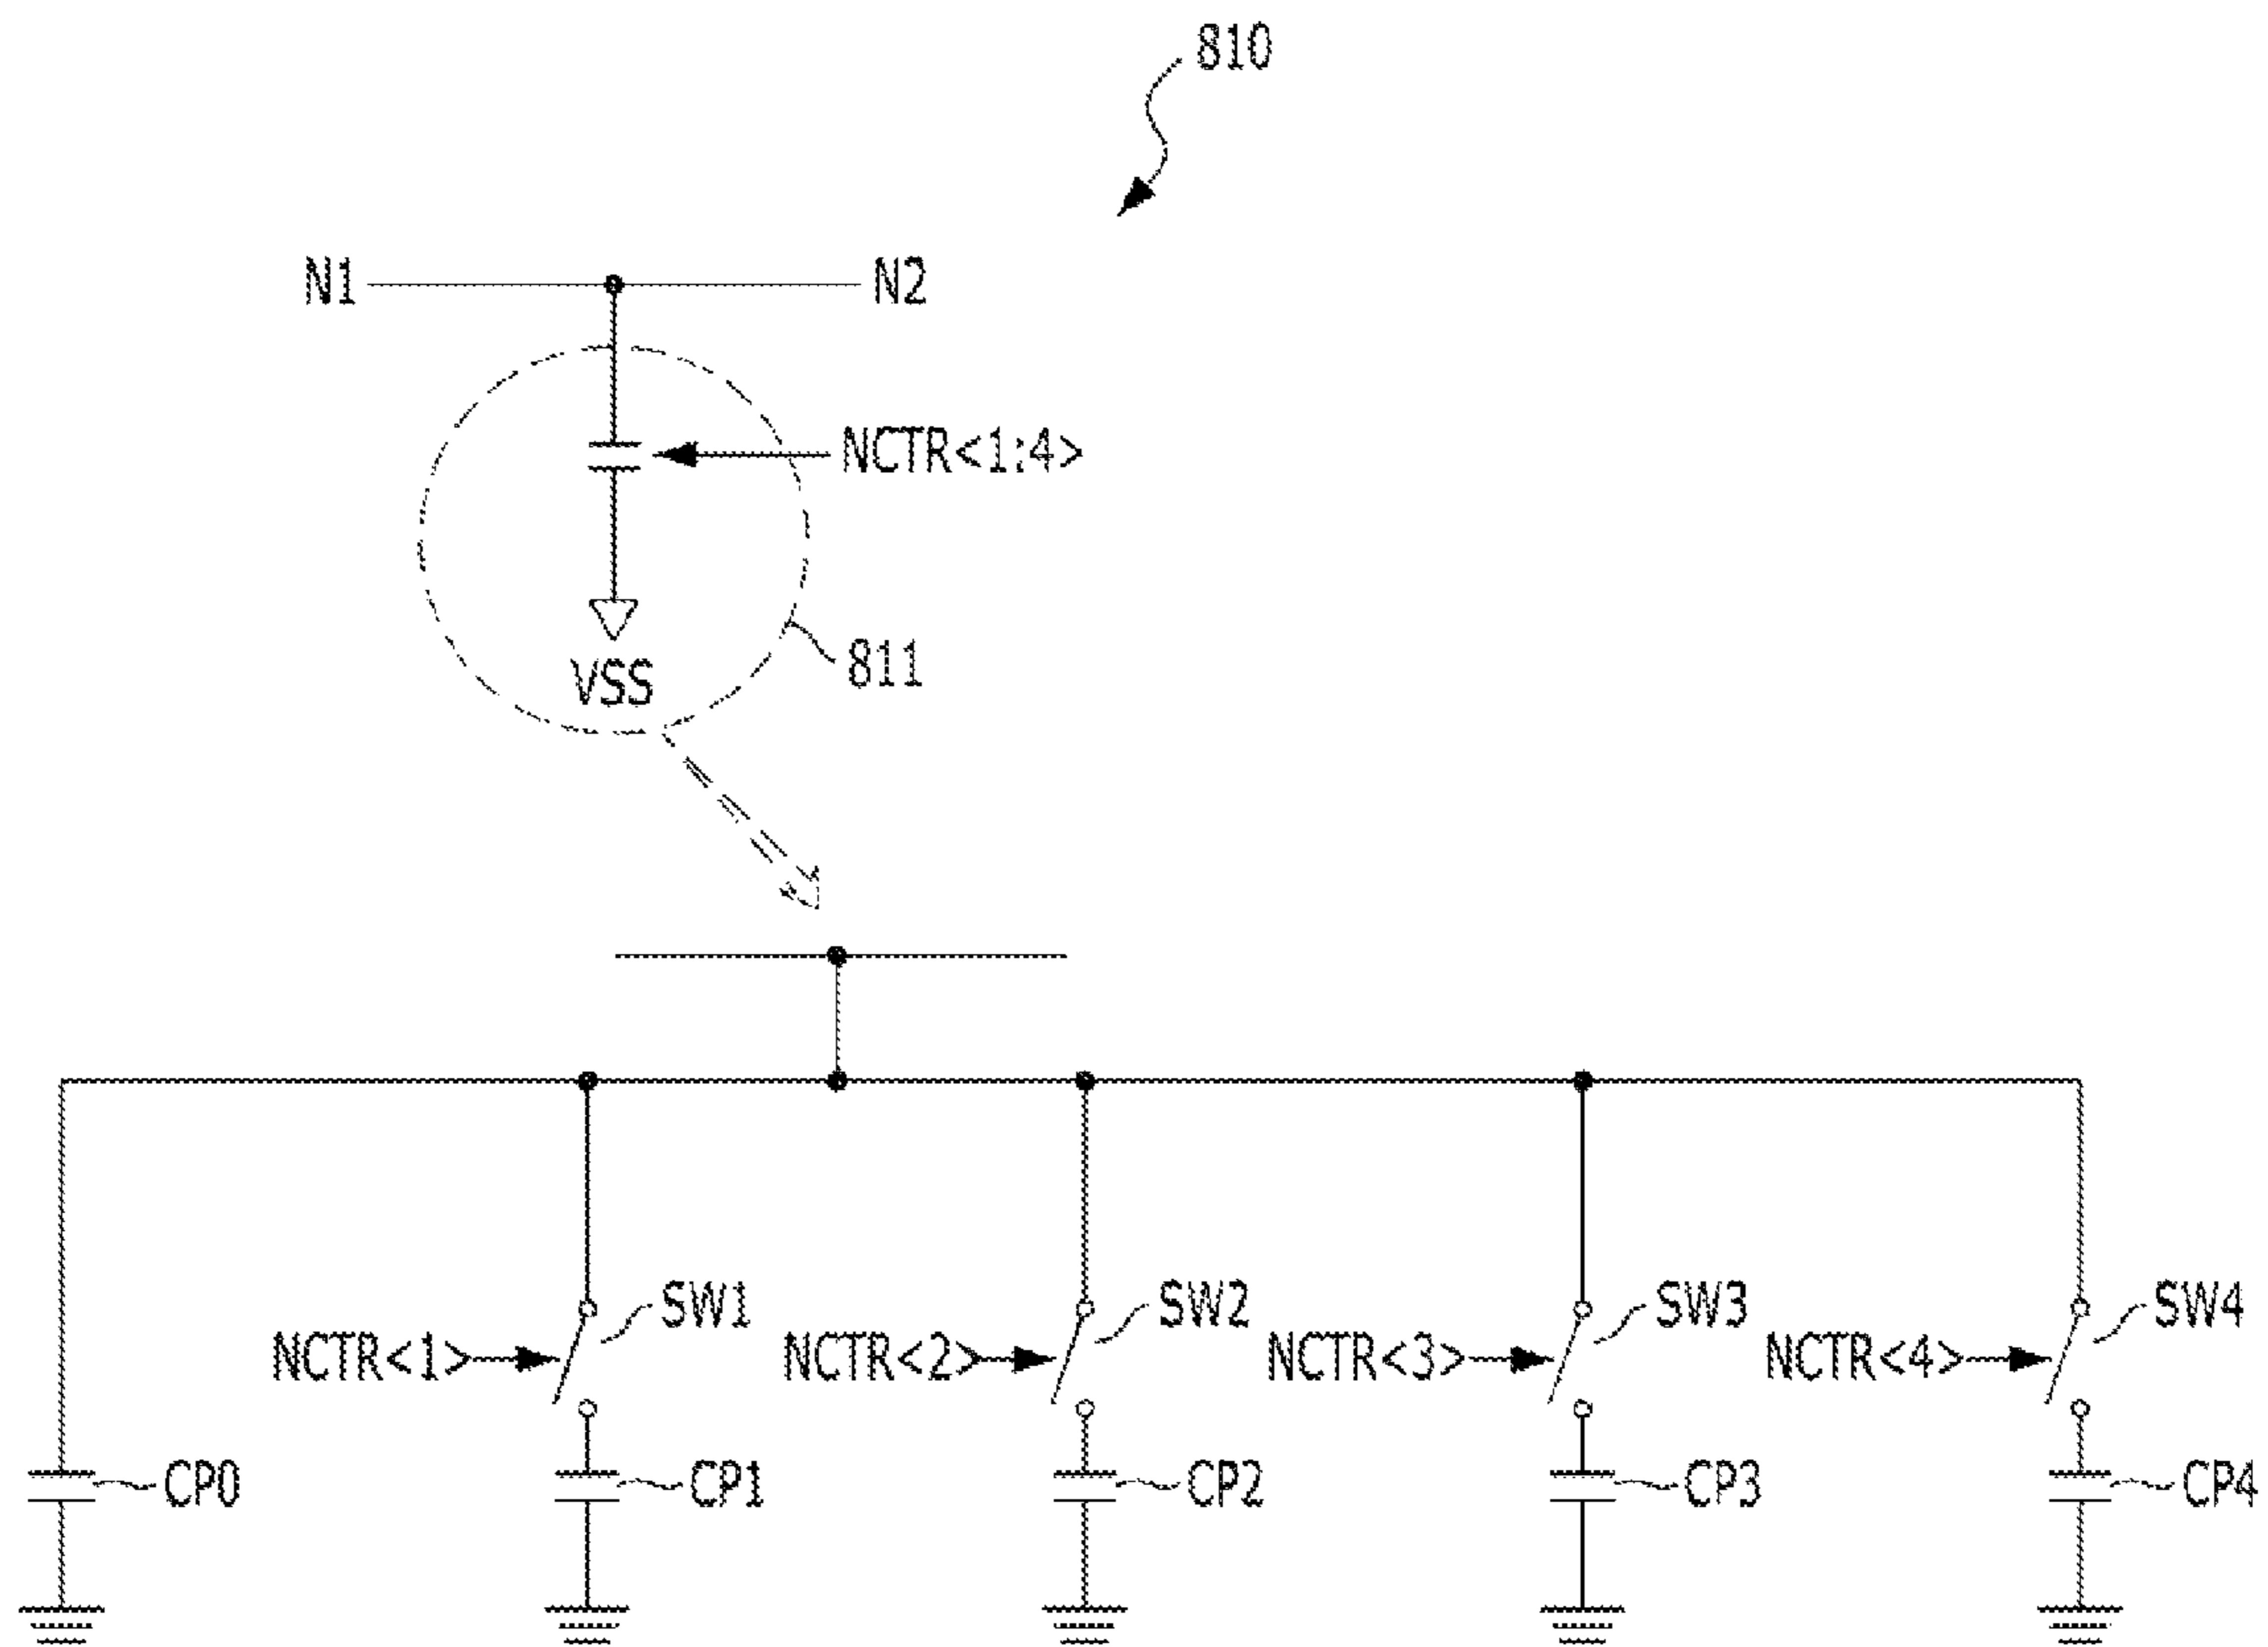 810
N1
N2
NCTR<1:4>
VSS
811
SW1
SW2
SW3
SW4
NCTR<1>
NCTR<2>
NCTR<3>
NCTR<4>
CP0
CP1
CP2
CP3
CP4